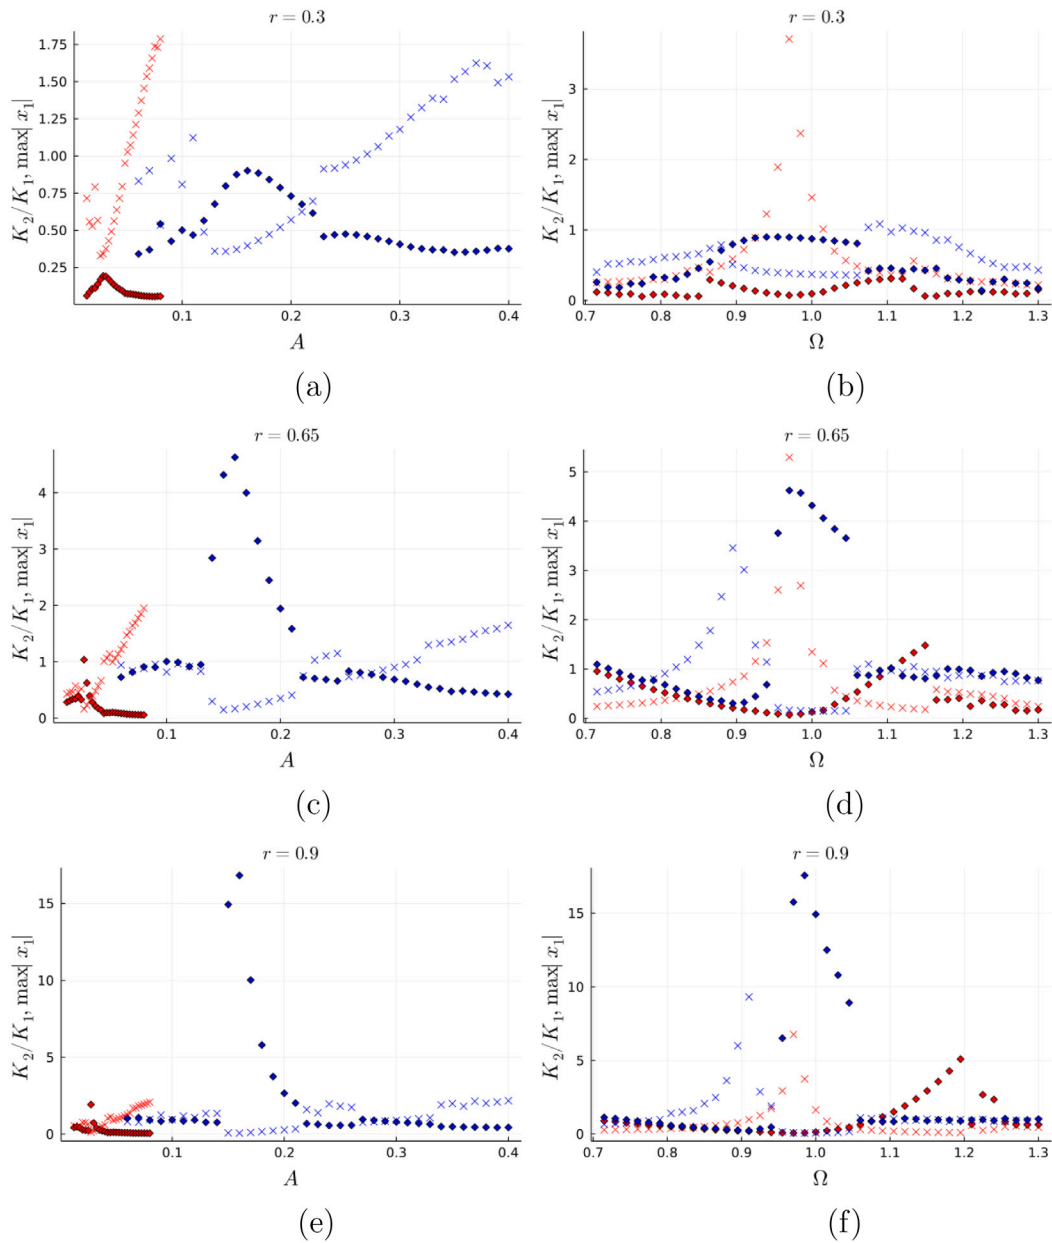 r = 0.3
K₂/K₁, max|x₁|
1.75
1.50
1.25
1.00
0.75
0.50
0.25
0.1 0.2 0.3 0.4
A
(a)
r = 0.3
K₂/K₁, max|x₁|
3
2
1
0
0.7 0.8 0.9 1.0 1.1 1.2 1.3
Ω
(b)
r = 0.65
K₂/K₁, max|x₁|
4
3
2
1
0
0.1 0.2 0.3 0.4
A
(c)
r = 0.65
K₂/K₁, max|x₁|
5
4
3
2
1
0
0.7 0.8 0.9 1.0 1.1 1.2 1.3
Ω
(d)
r = 0.9
K₂/K₁, max|x₁|
15
10
5
0
0.1 0.2 0.3 0.4
A
(e)
r = 0.9
K₂/K₁, max|x₁|
15
10
5
0
0.7 0.8 0.9 1.0 1.1 1.2 1.3
Ω
(f)